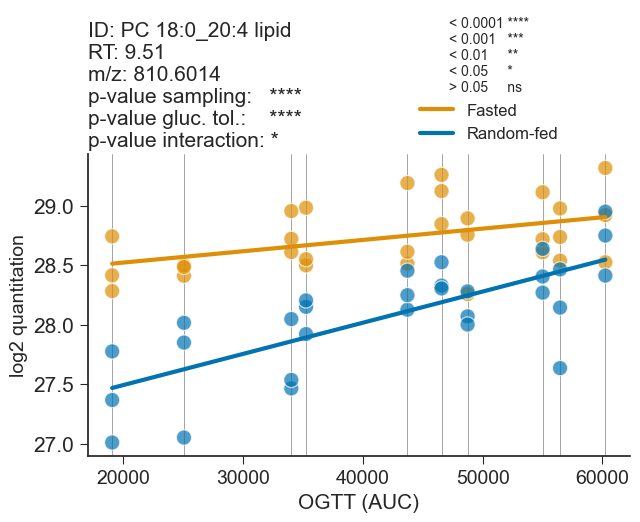 ID: PC 18:0_20:4 lipid
RT: 9.51
m/z: 810.6014
p-value sampling: ****
p-value gluc. tol.: ****
p-value interaction: *
< 0.0001 ****
< 0.001 ***
< 0.01 **
< 0.05 *
> 0.05 ns
Fasted
Random-fed
29.0
28.5
28.0
27.5
27.0
log2 quantitation
20000 30000 40000 50000 60000
OGTT (AUC)